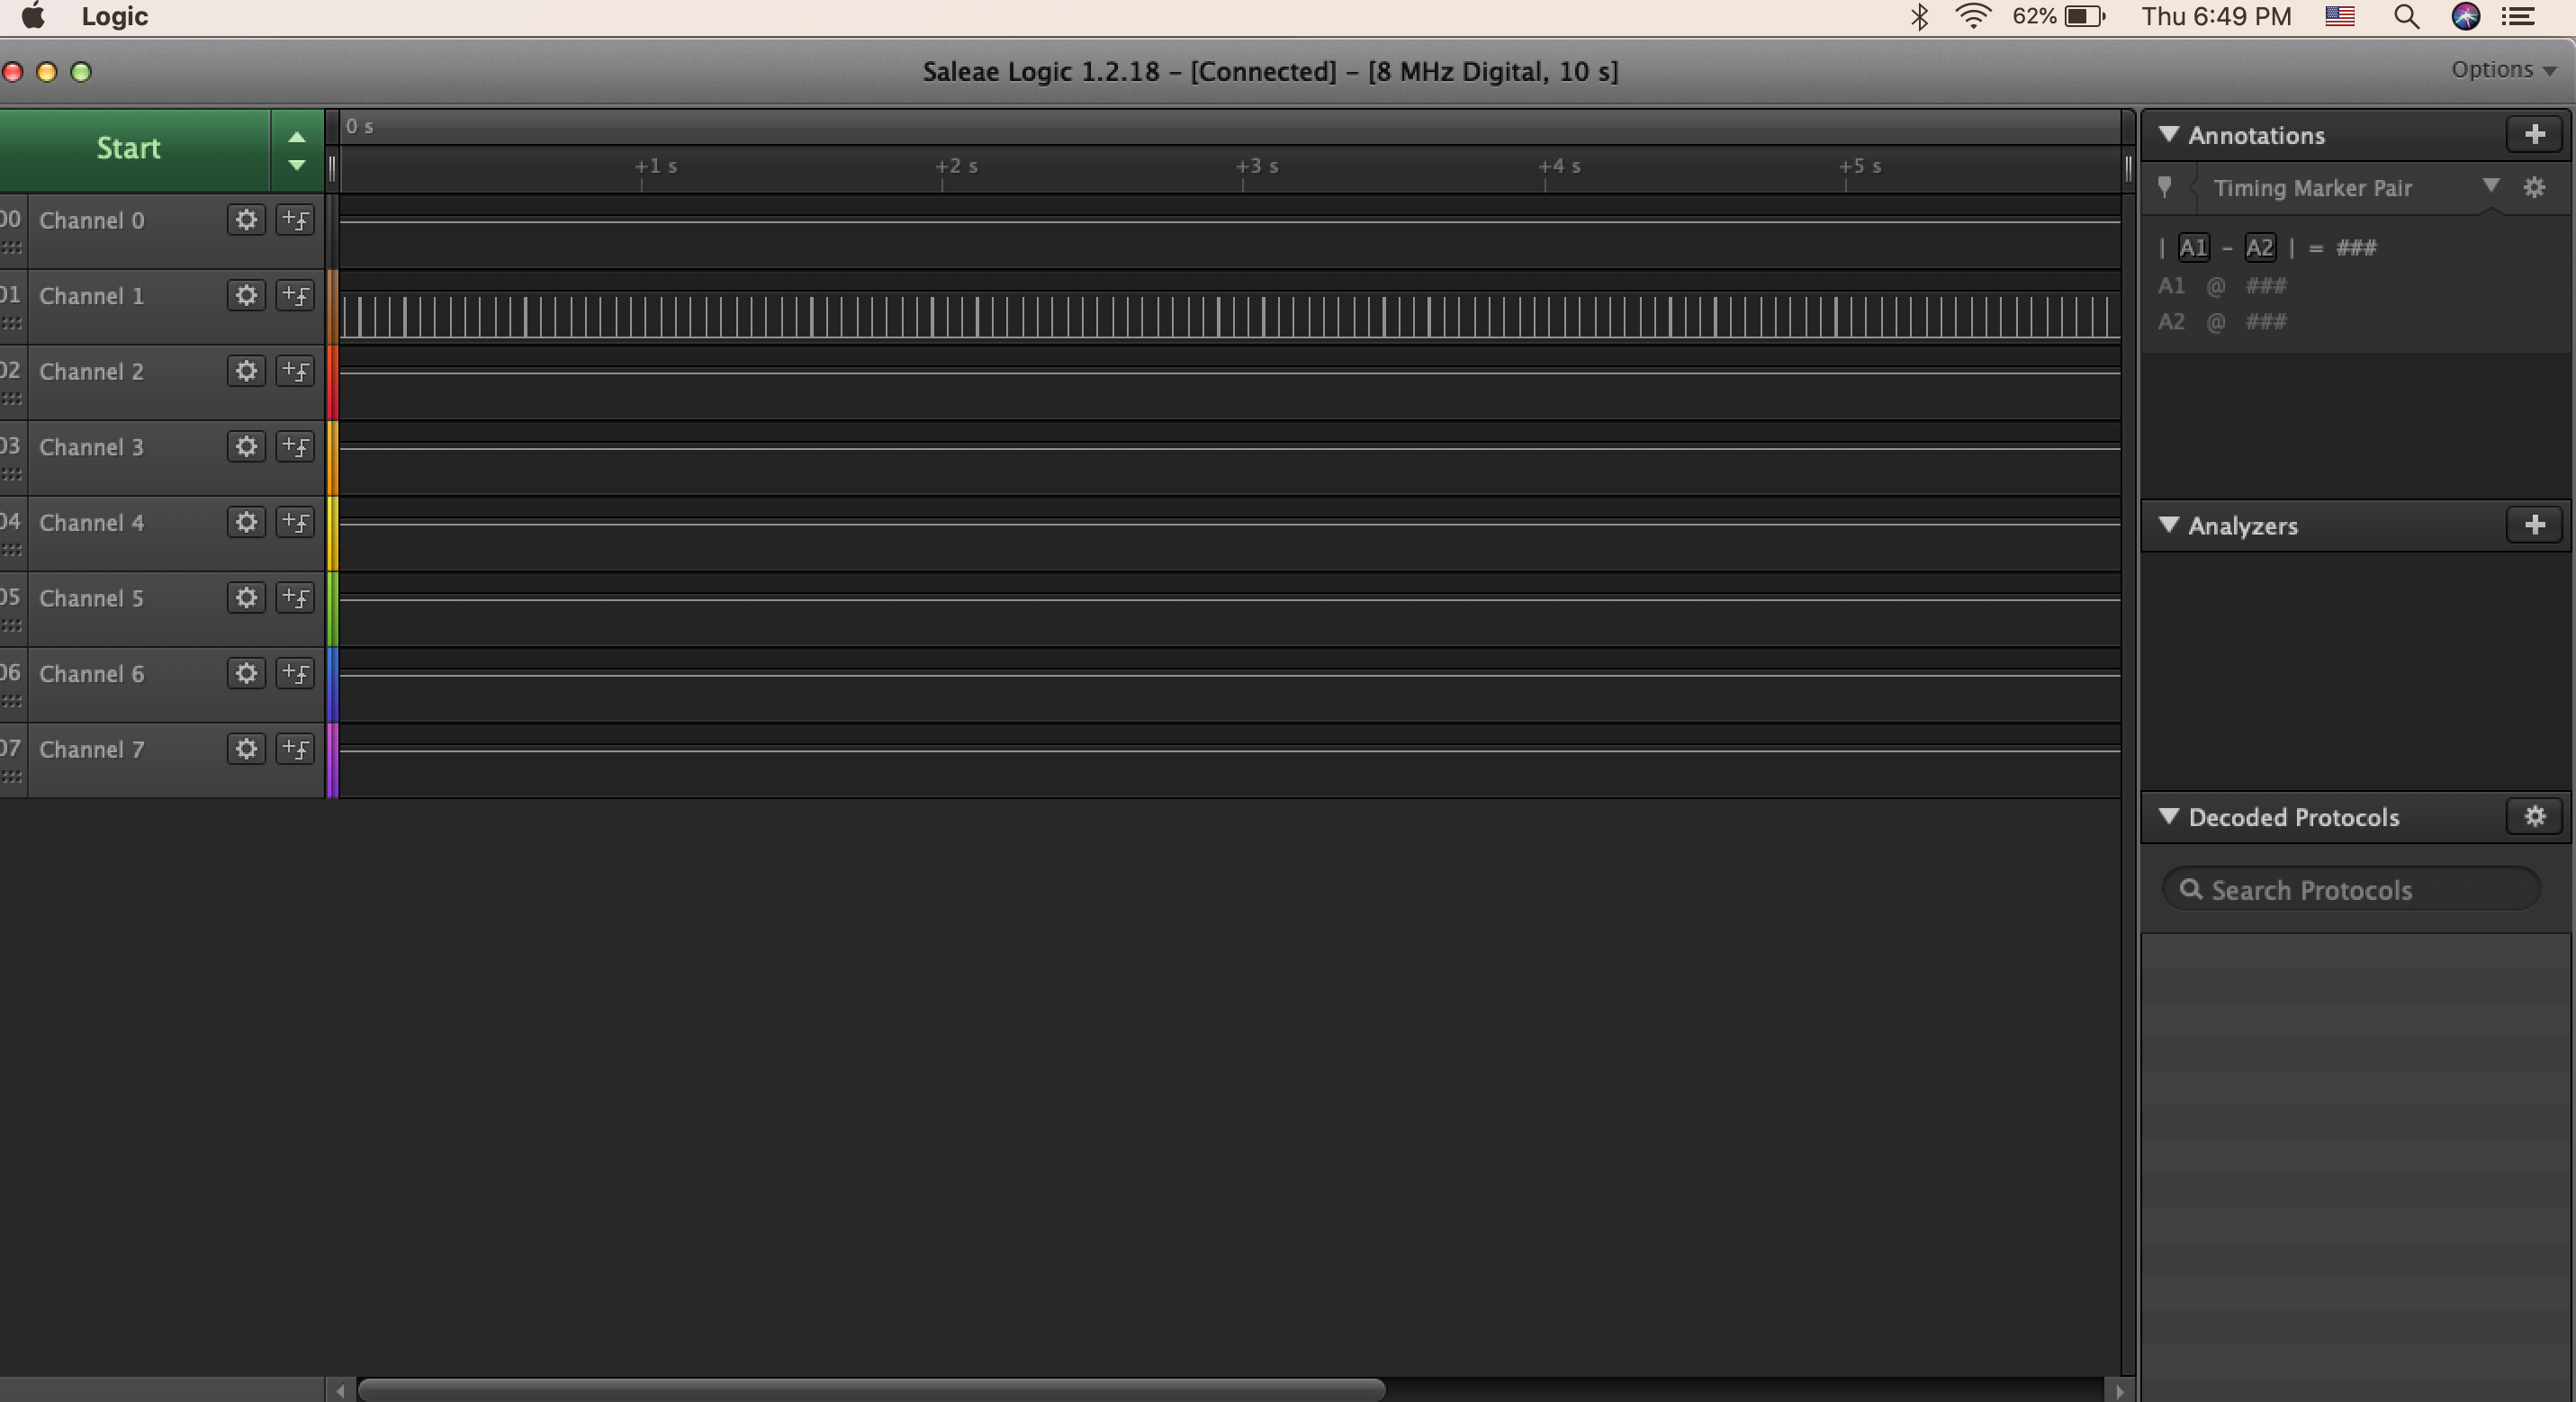 Logic
62% Thu 6:49 PM
Saleae Logic 1.2.18 – [Connected] – [8 MHz Digital, 10 s]
Options
Start
0 s
+1 s +2 s +3 s +4 s +5 s
00 Channel 0
01 Channel 1
02 Channel 2
03 Channel 3
04 Channel 4
05 Channel 5
06 Channel 6
07 Channel 7
Annotations
Timing Marker Pair
| A1 - A2 | = ###
A1 @ ###
A2 @ ###
Analyzers
Decoded Protocols
Search Protocols